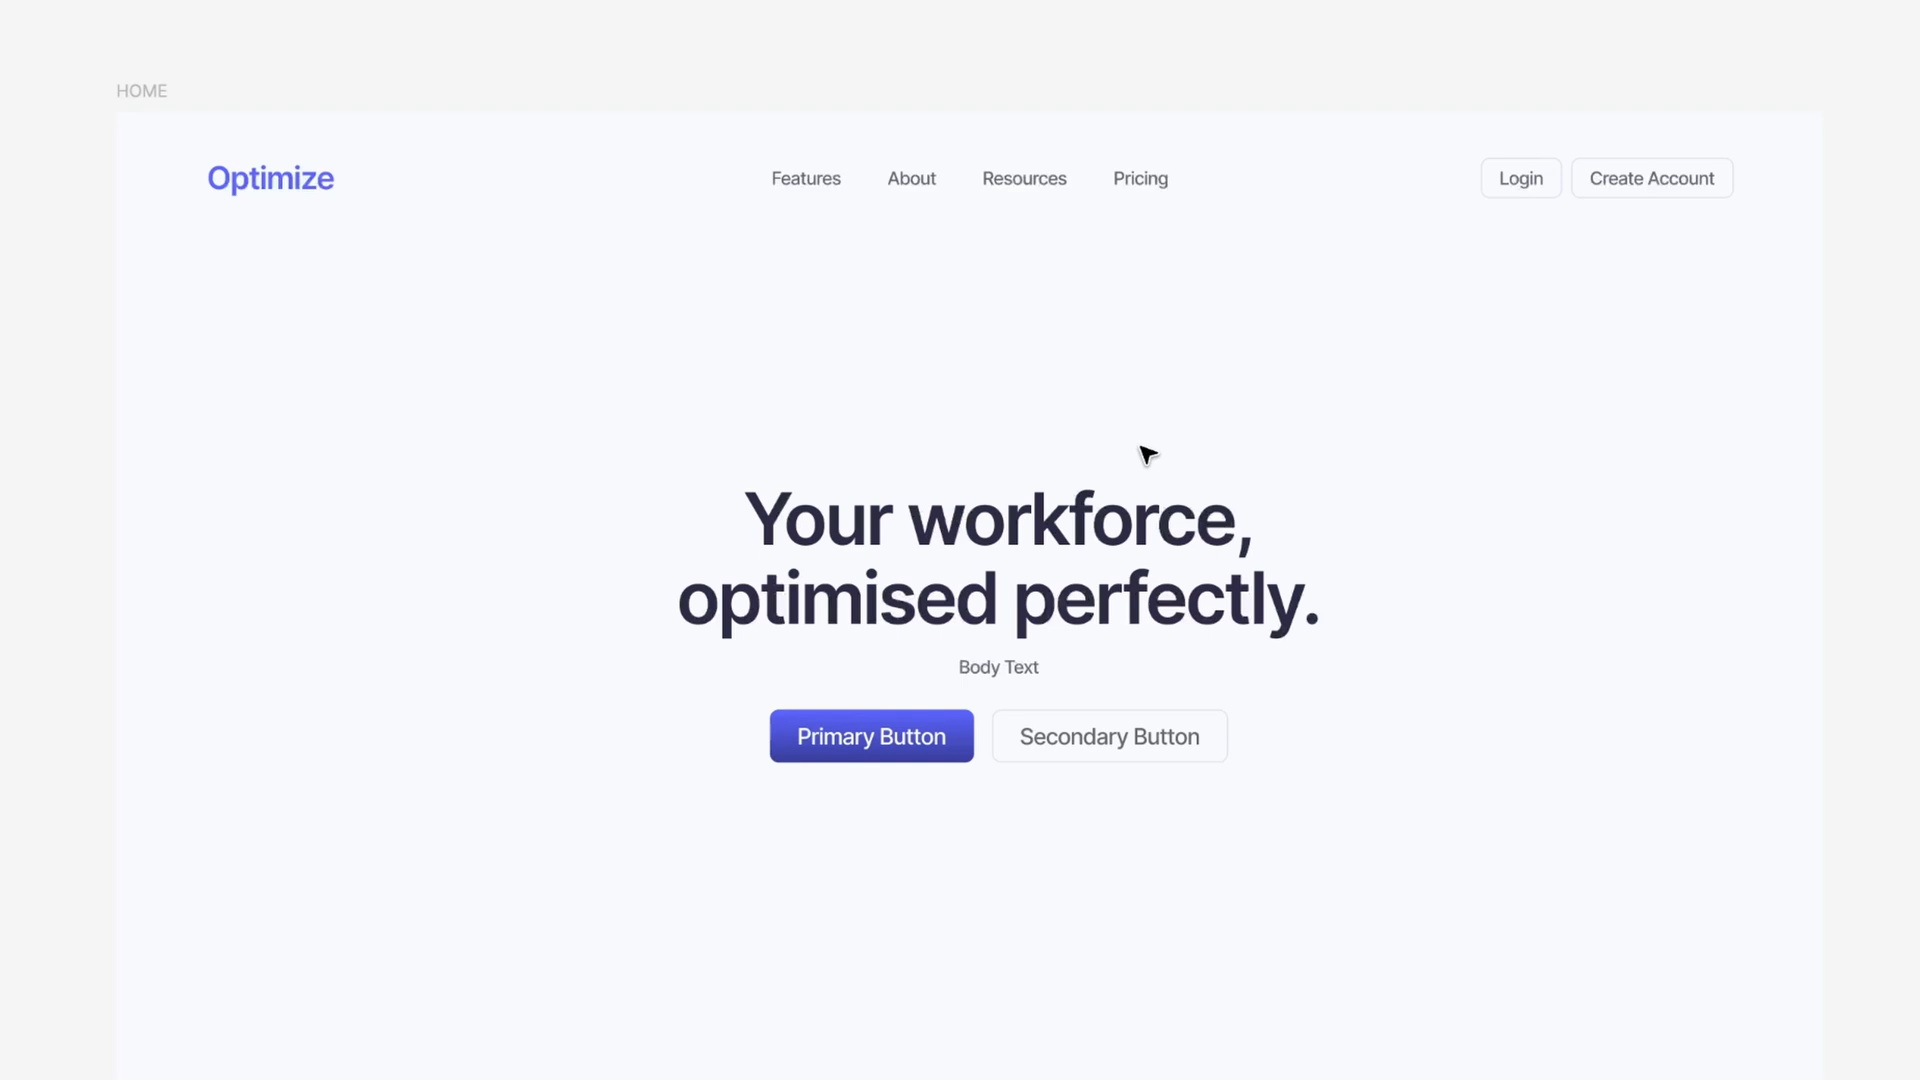 HOME
Optimize
Features
About
Resources
Pricing
Login
Create Account
Your workforce,
optimised perfectly.
Body Text
Primary Button
Secondary Button